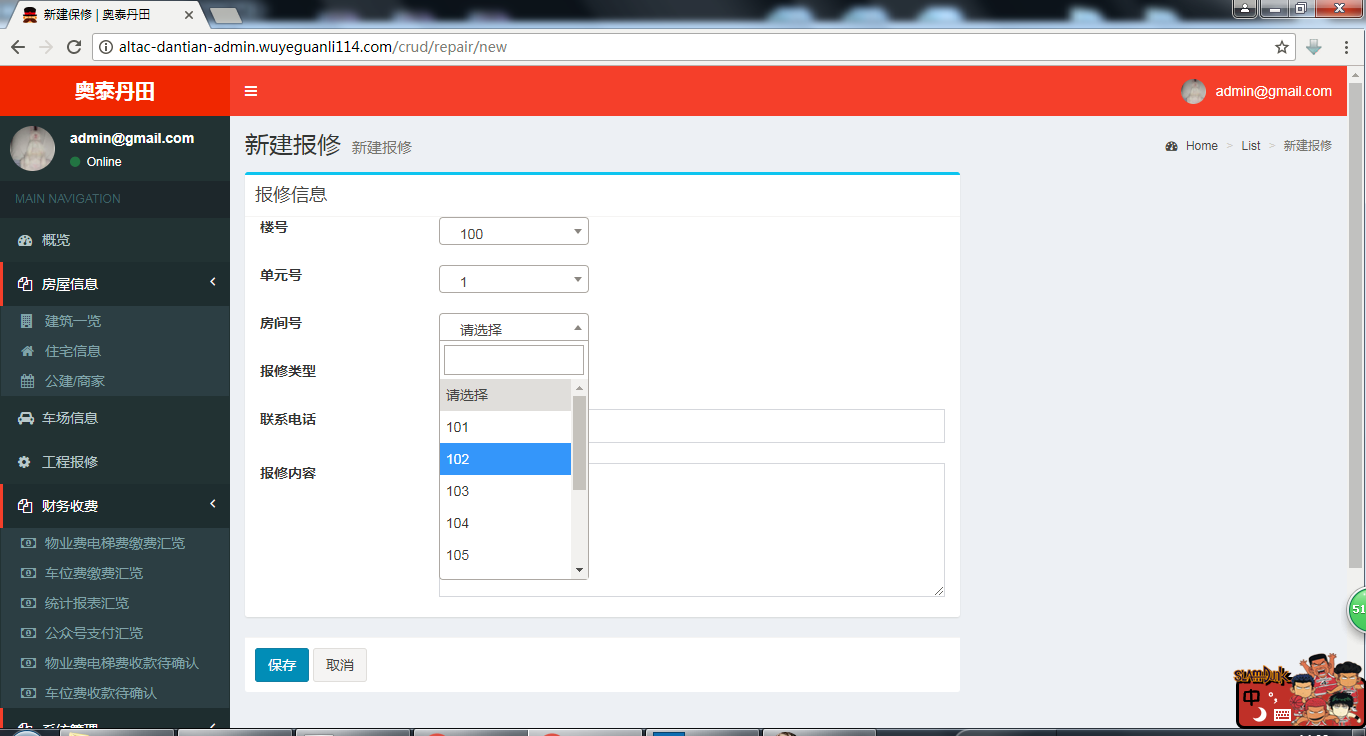 新建保修 | 奥泰丹田
altac-dantian-admin.wuyeguanli114.com/crud/repair/new
奥泰丹田
admin@gmail.com
admin@gmail.com
Online
新建报修 新建报修
Home > List > 新建报修
MAIN NAVIGATION
概览
房屋信息
建筑一览
住宅信息
公建/商家
车场信息
工程报修
财务收费
物业费电梯费缴费汇览
车位费缴费汇览
统计报表汇览
公众号支付汇览
物业费电梯费收款待确认
车位费收款待确认
系统管理
报修信息
楼号 100
单元号 1
房间号 请选择
请选择
101
102
103
104
105
报修类型
联系电话
报修内容
保存 取消
51
SLAMDUNK
中 °,